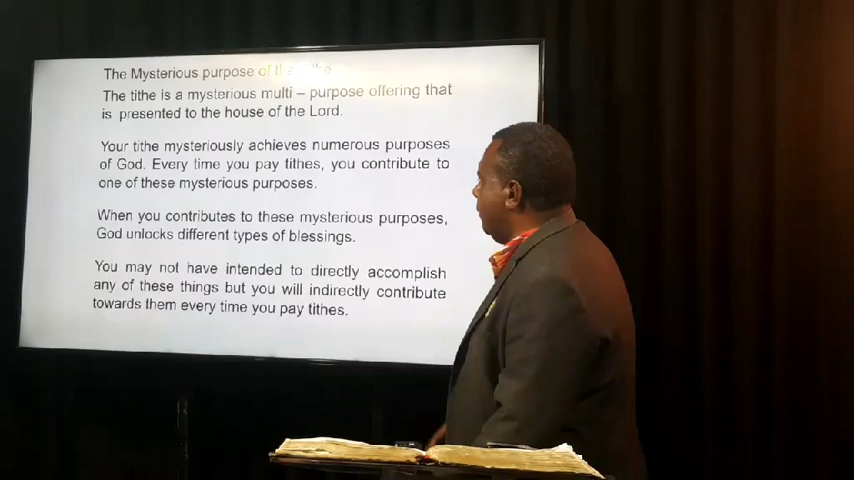 The Mysterious purpose of the tithe
The tithe is a mysterious multi – purpose offering that
is presented to the house of the Lord.
Your tithe mysteriously achieves numerous purposes
of God. Every time you pay tithes, you contribute to
one of these mysterious purposes.
When you contributes to these mysterious purposes,
God unlocks different types of blessings.
You may not have intended to directly accomplish
any of these things but you will indirectly contribute
towards them every time you pay tithes.